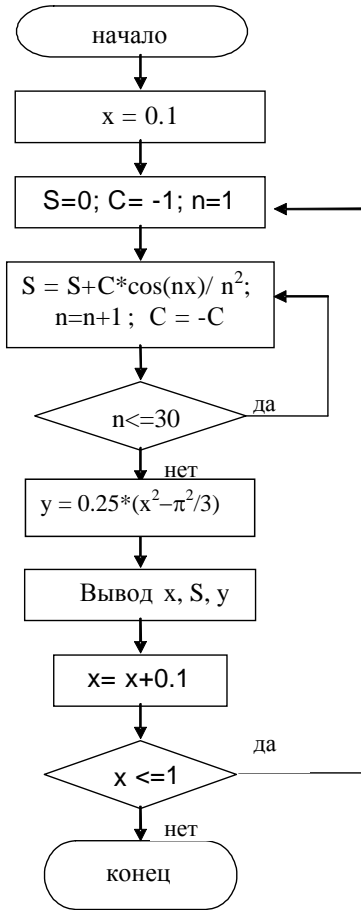 начало
x = 0.1
S=0; C= -1; n=1
S = S+C*cos(nx)/ n²;
n=n+1 ; C = -C
n<=30
да
нет
y = 0.25*(x²−π²/3)
Вывод x, S, y
x= x+0.1
x <=1
да
нет
конец